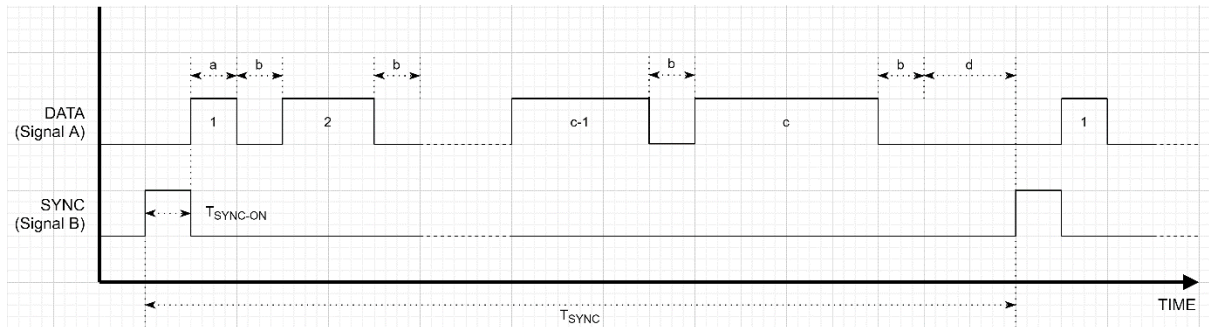 a b b b b d
DATA
(Signal A)
1 2 c-1 c 1
SYNC
(Signal B)
TSYNC-ON
TIME
TSYNC